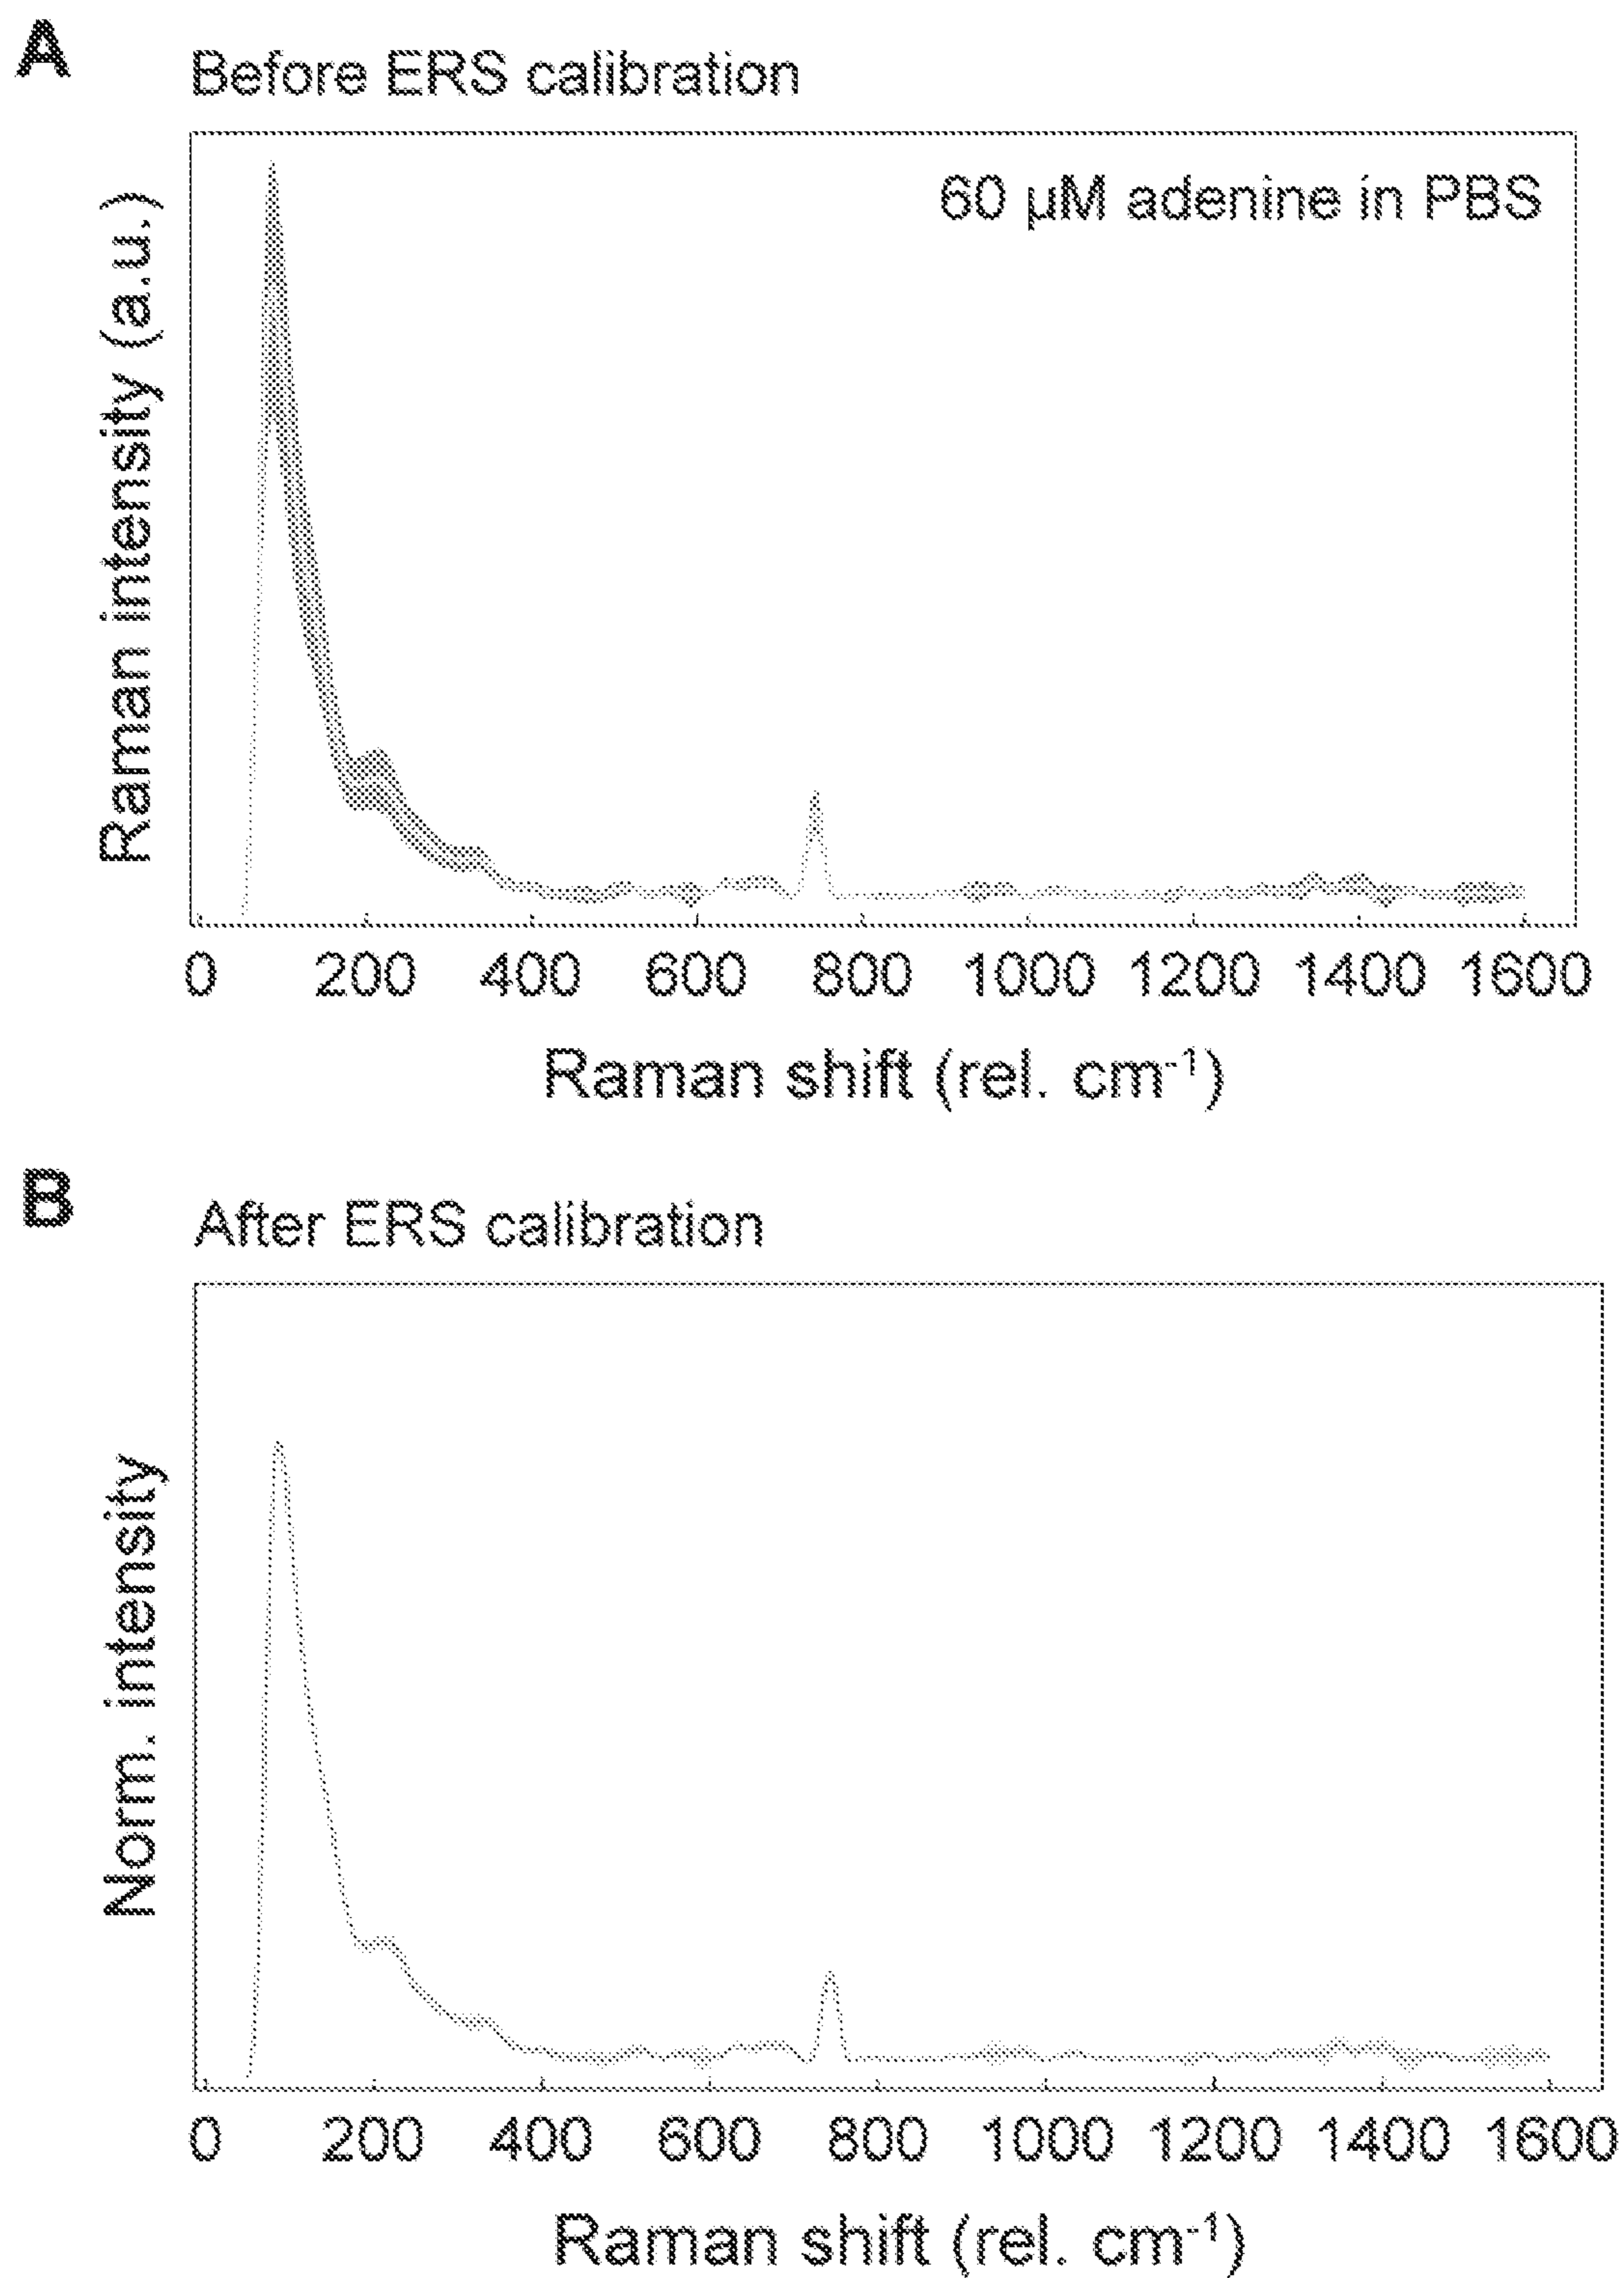 A
Before ERS calibration
60 µM adenine in PBS
Raman intensity (a.u.)
0 200 400 600 800 1000 1200 1400 1600
Raman shift (rel. cm-1)
B
After ERS calibration
Norm. intensity
0 200 400 600 800 1000 1200 1400 1600
Raman shift (rel. cm-1)